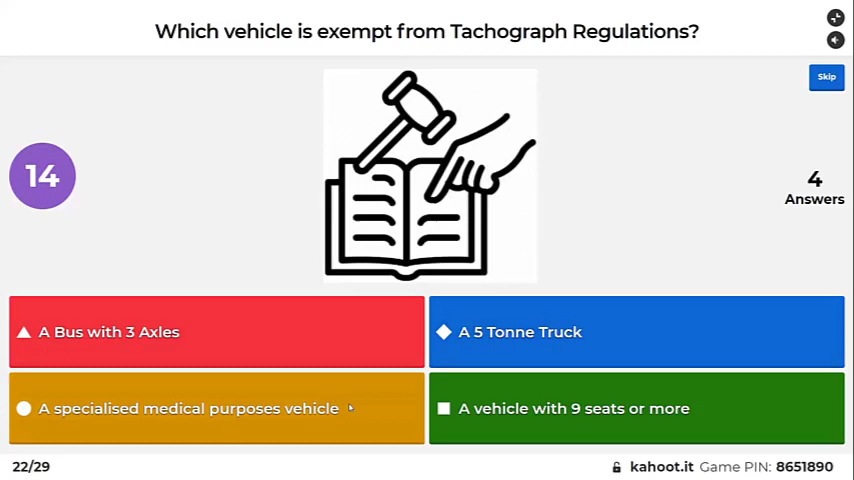 Which vehicle is exempt from Tachograph Regulations?
Skip
14
4
Answers
A Bus with 3 Axles
A 5 Tonne Truck
A specialised medical purposes vehicle
A vehicle with 9 seats or more
22/29
kahoot.it Game PIN: 8651890